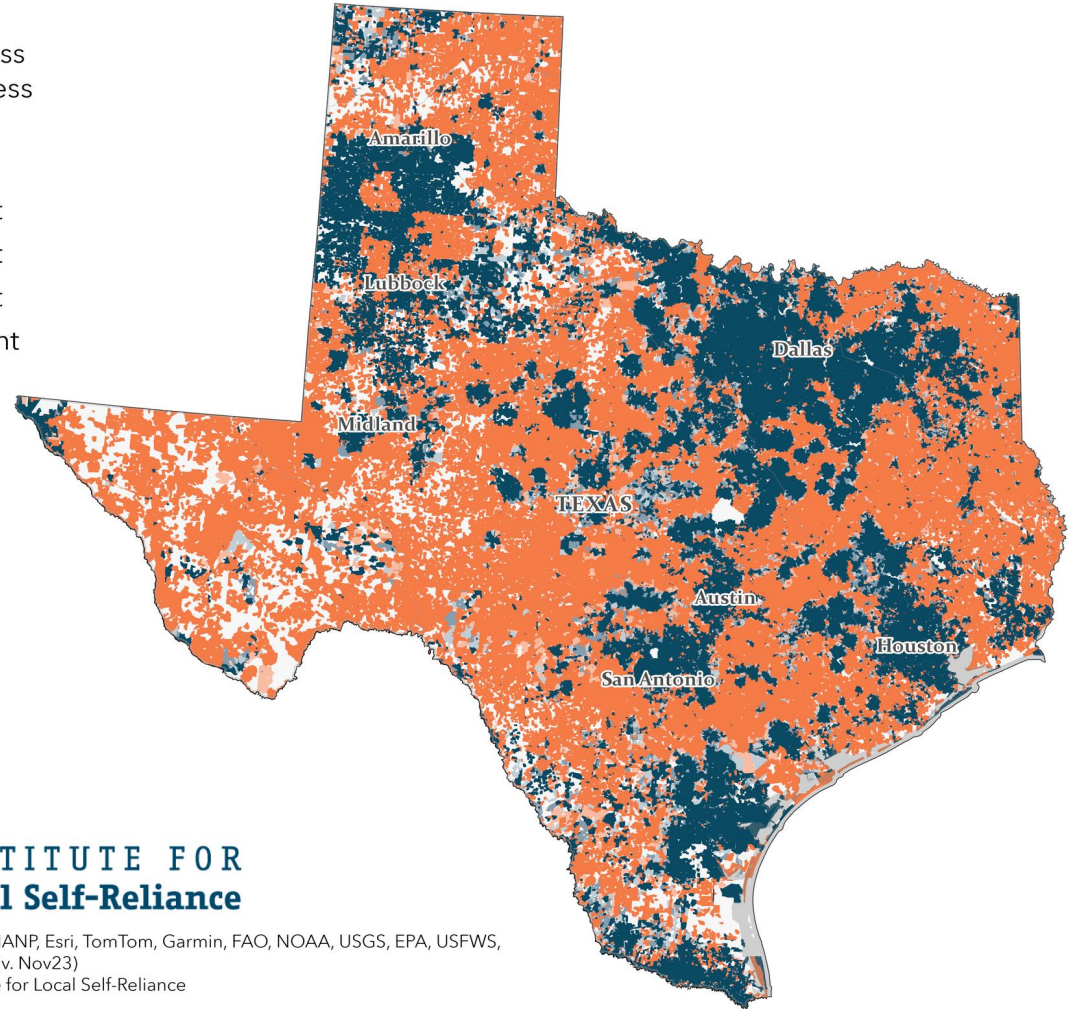 ss
ess
t
t
t
nt
Amarillo
Lubbock
Dallas
Midland
TEXAS
Austin
Houston
San Antonio
TITUTE FOR
l Self-Reliance
IANP, Esri, TomTom, Garmin, FAO, NOAA, USGS, EPA, USFWS,
v. Nov23)
e for Local Self-Reliance